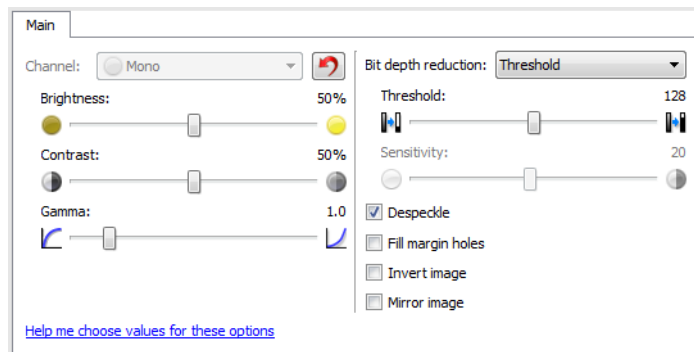 Main
Channel: Mono
Brightness: 50%
Contrast: 50%
Gamma: 1.0
Help me choose values for these options
Bit depth reduction: Threshold
Threshold: 128
Sensitivity: 20
Despeckle
Fill margin holes
Invert image
Mirror image